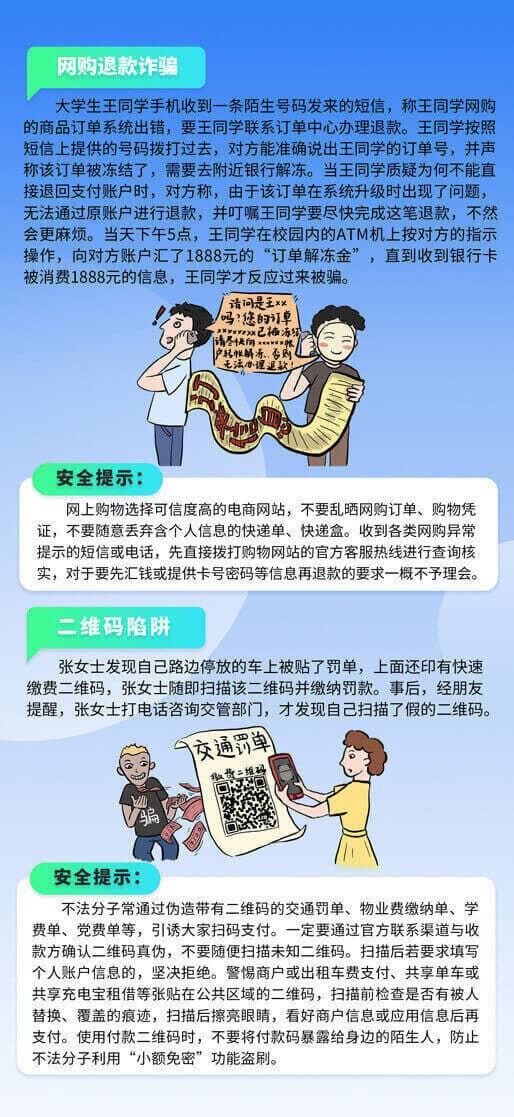 网购退款诈骗
大学生王同学手机收到一条陌生号码发来的短信，称王同学网购
的商品订单系统出错，要王同学联系订单中心办理退款。王同学按照
短信上提供的号码拨打过去，对方能准确说出王同学的订单号，并声
称该订单被冻结了，需要去附近银行解冻。当王同学质疑为何不能直
接退回支付账户时，对方称，由于该订单在系统升级时出现了问题，
无法通过原账户进行退款，并叮嘱王同学要尽快完成这笔退款，不然
会更麻烦。当天下午5点，王同学在校园内的ATM机上按对方的指示
操作，向对方账户汇了1888元的“订单解冻金”，直到收到银行卡
被消费1888元的信息，王同学才反应过来被骗。
请问是王××
吗？您的订单
×××××××已被冻结
请尽快向××××××帐
户转帐解冻、否则
无法办理退款！
订单信息
安全提示：
网上购物选择可信度高的电商网站，不要乱晒网购订单、购物凭
证，不要随意丢弃含个人信息的快递单、快递盒。收到各类网购异常
提示的短信或电话，先直接拨打购物网站的官方客服热线进行查询核
实，对于要先汇钱或提供卡号密码等信息再退款的要求一概不予理会。
二维码陷阱
张女士发现自己路边停放的车上被贴了罚单，上面还印有快速
缴费二维码，张女士随即扫描该二维码并缴纳罚款。事后，经朋友
提醒，张女士打电话咨询交管部门，才发现自己扫描了假的二维码。
交通罚单
缴费二维码
骗
安全提示：
不法分子常通过伪造带有二维码的交通罚单、物业费缴纳单、学
费单、党费单等，引诱大家扫码支付。一定要通过官方联系渠道与收
款方确认二维码真伪，不要随便扫描未知二维码。扫描后若要求填写
个人账户信息的，坚决拒绝。警惕商户或出租车费支付、共享单车或
共享充电宝租借等张贴在公共区域的二维码，扫描前检查是否有被人
替换、覆盖的痕迹，扫描后擦亮眼睛，看好商户信息或应用信息后再
支付。使用付款二维码时，不要将付款码暴露给身边的陌生人，防止
不法分子利用“小额免密”功能盗刷。